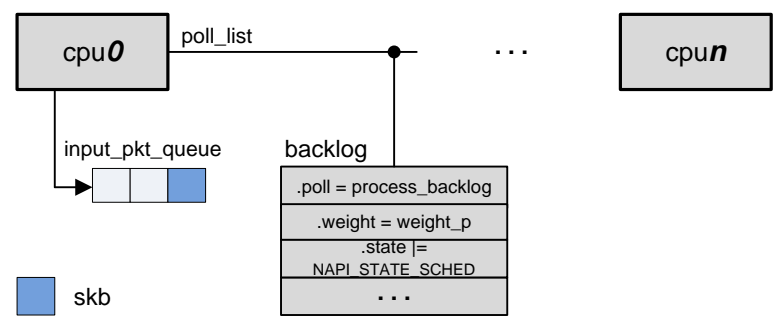 cpu0
poll_list
...
cpun
input_pkt_queue
backlog
.poll = process_backlog
.weight = weight_p
.state |=
NAPI_STATE_SCHED
...
skb